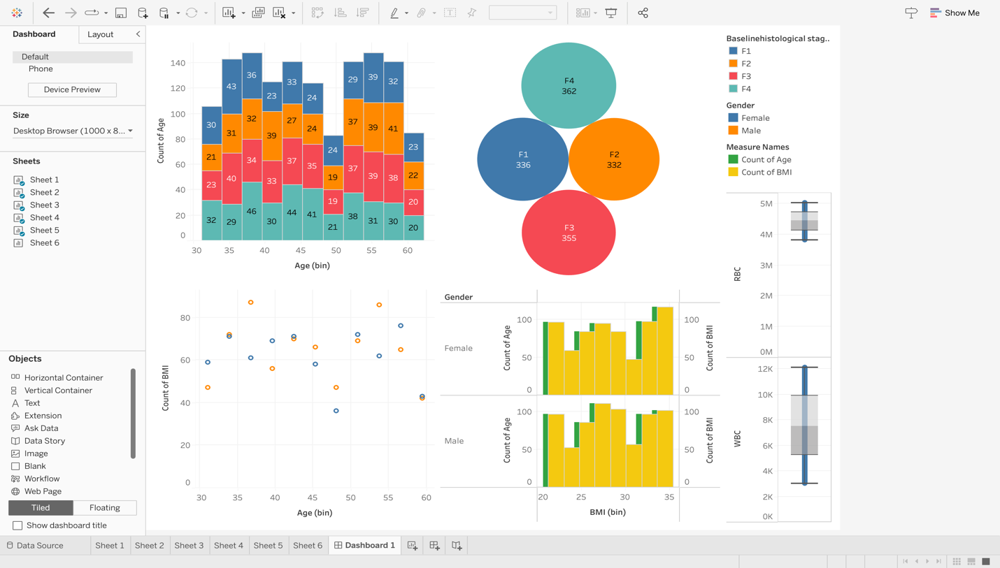 Show Me
Dashboard
Layout
Default
Phone
Device Preview
Size
Desktop Browser (1000 x 8...
Sheets
Sheet 1
Sheet 2
Sheet 3
Sheet 4
Sheet 5
Sheet 6
Objects
Horizontal Container
Vertical Container
Text
Extension
Ask Data
Data Story
Image
Blank
Workflow
Web Page
Tiled Floating
Show dashboard title
Count of Age
140
120
100
80
60
40
20
0
30 43 36 23 33 24 24 29 39 32 23
21 31 32 39 27 24 19 37 39 41 22
23 40 34 33 37 35 19 37 39 38 20
32 29 46 30 44 41 21 38 31 30 20
30 35 40 45 50 55 60
Age (bin)
F4
362
F1
336
F2
332
F3
355
Baselinehistological stag..
F1
F2
F3
F4
Gender
Female
Male
Measure Names
Count of Age
Count of BMI
Count of BMI
80
60
40
20
0
30 35 40 45 50 55 60
Age (bin)
Gender
Female
Count of Age
100
50
0
100
50
0
Count of BMI
Male
Count of Age
100
50
0
100
50
0
Count of BMI
20 25 30 35
BMI (bin)
RBC
5M
4M
3M
2M
1M
0M
WBC
12K
10K
8K
6K
4K
2K
0K
Data Source Sheet 1 Sheet 2 Sheet 3 Sheet 4 Sheet 5 Sheet 6 Dashboard 1